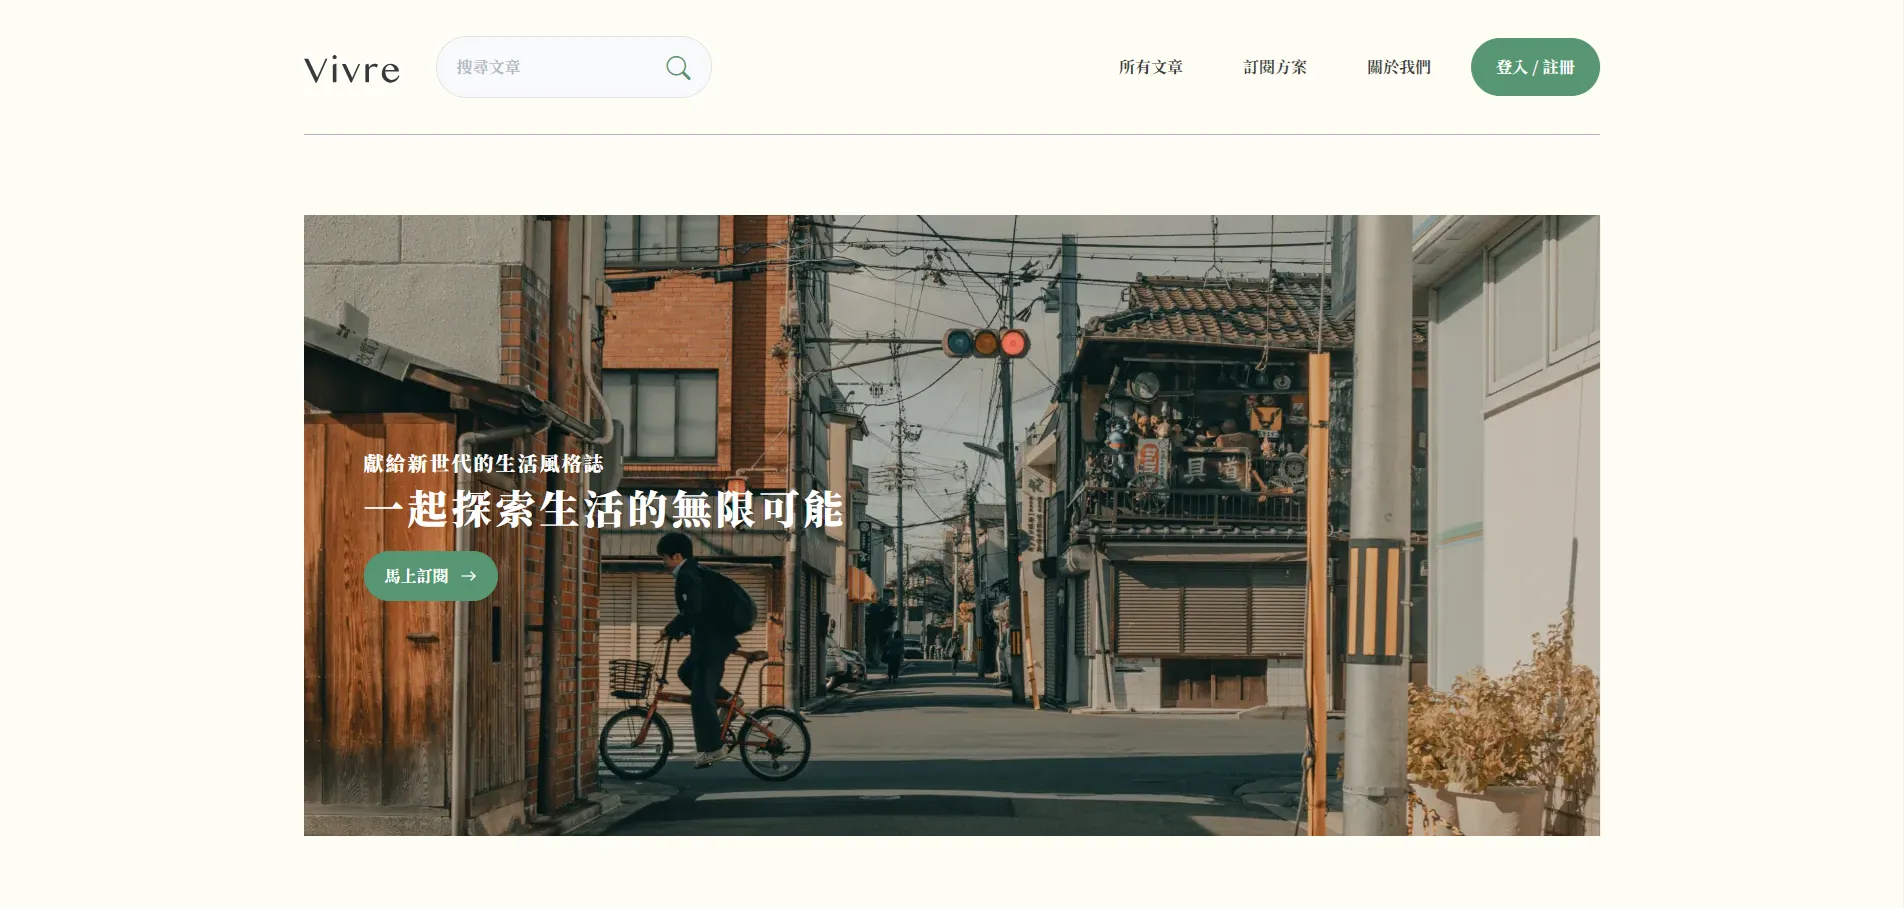 Vivre
搜尋文章
所有文章
訂閱方案
關於我們
登入 / 註冊
獻給新世代的生活風格誌
一起探索生活的無限可能
馬上訂閱 →
具道